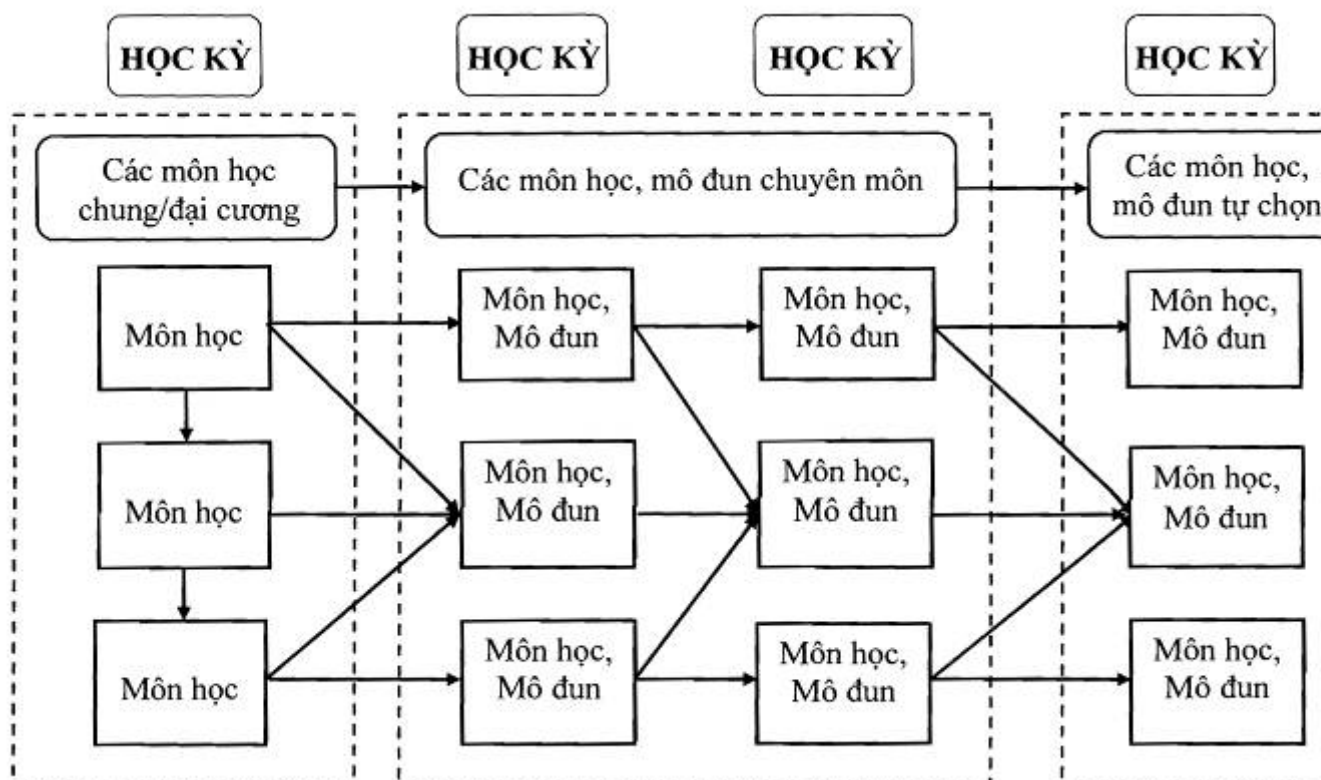 HỌC KỲ
HỌC KỲ
HỌC KỲ
HỌC KỲ
Các môn học
chung/đại cương
Các môn học, mô đun chuyên môn
Các môn học,
mô đun tự chọn
Môn học
Môn học,
Mô đun
Môn học,
Mô đun
Môn học,
Mô đun
Môn học
Môn học,
Mô đun
Môn học,
Mô đun
Môn học,
Mô đun
Môn học
Môn học,
Mô đun
Môn học,
Mô đun
Môn học,
Mô đun